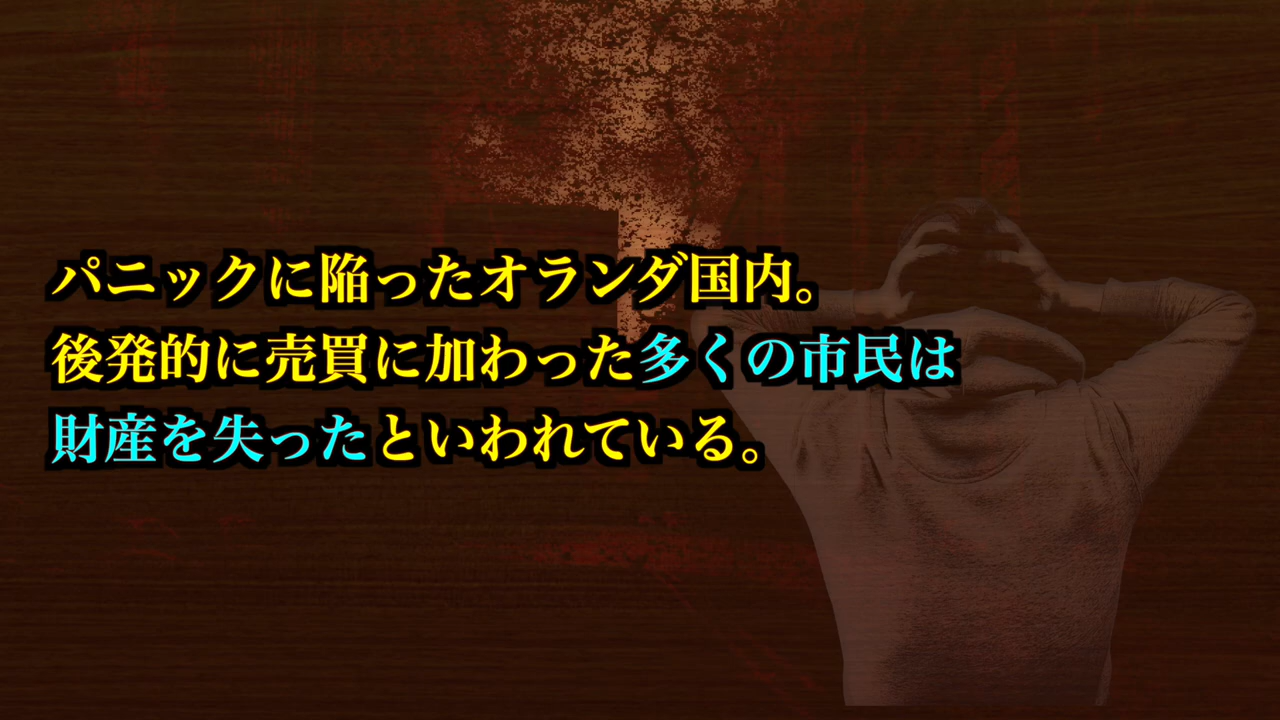 パニックに陥ったオランダ国内。
後発的に売買に加わった多くの市民は
財産を失ったといわれている。